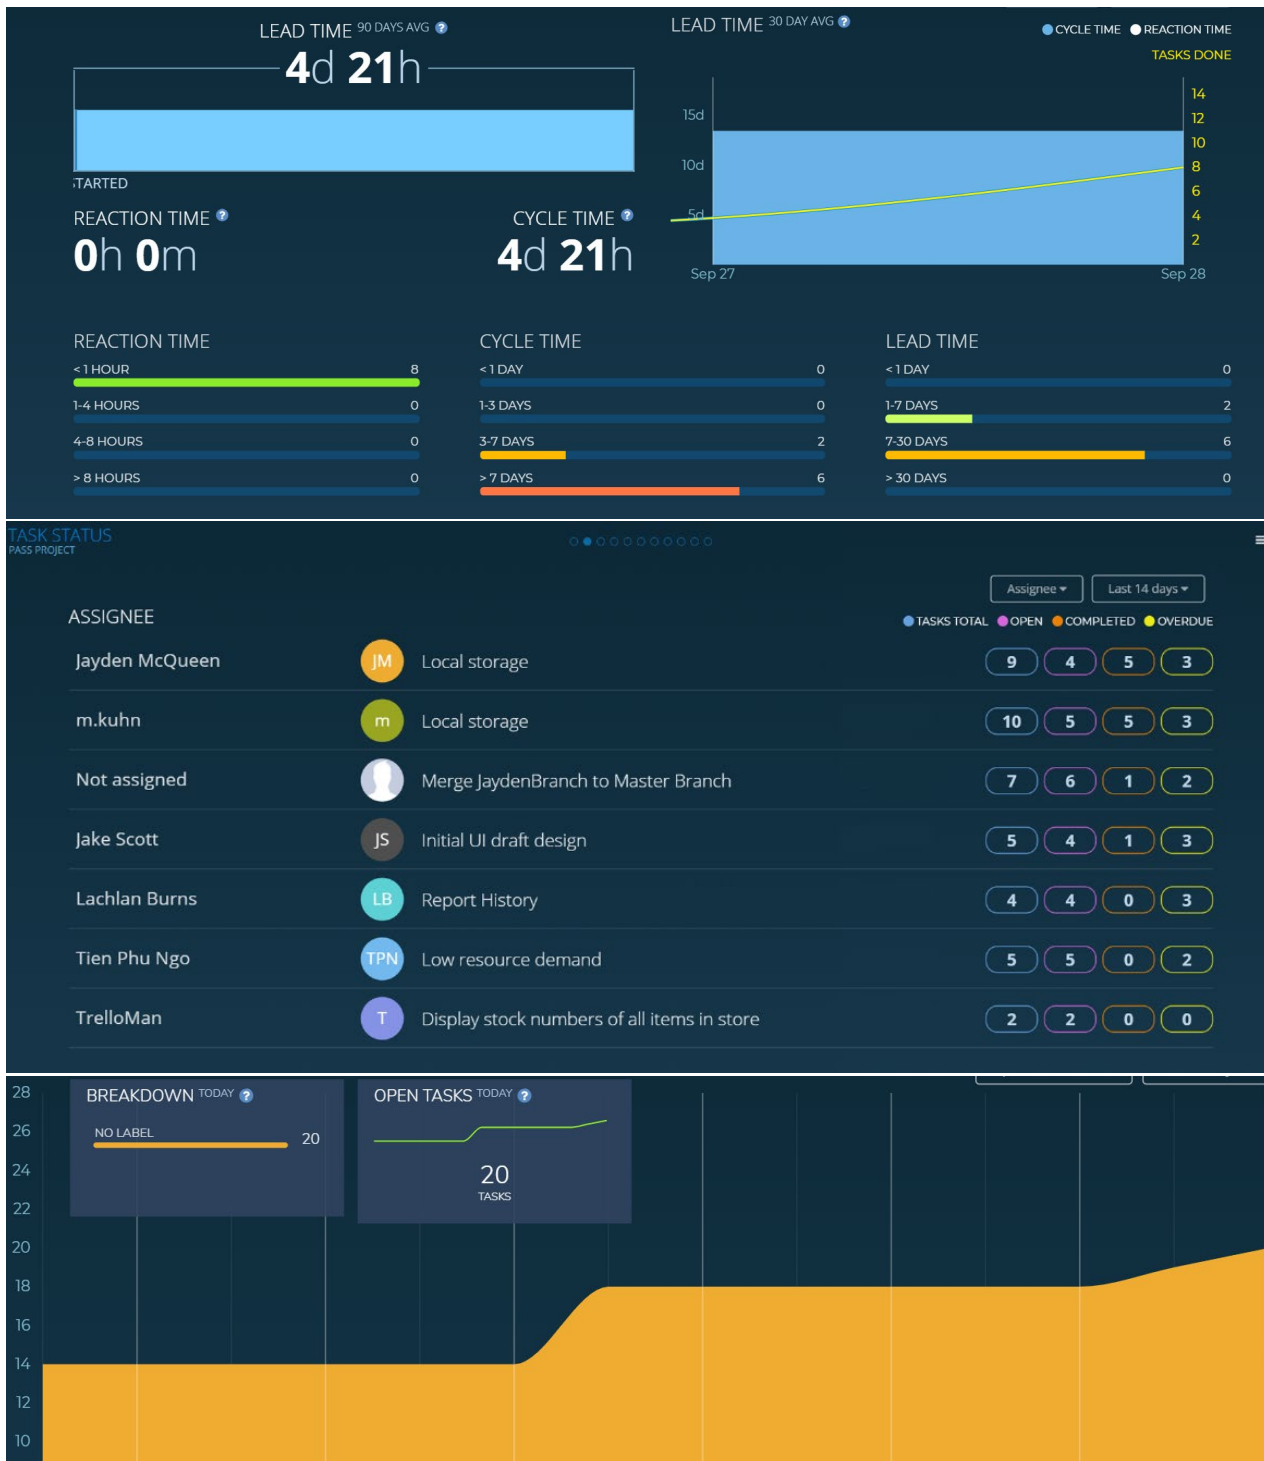 LEAD TIME 90 DAYS AVG ?
4d 21h
TARTED
REACTION TIME ?
0h 0m
CYCLE TIME ?
4d 21h
LEAD TIME 30 DAY AVG ?
CYCLE TIME REACTION TIME
TASKS DONE
15d
10d
5d
14
12
10
8
6
4
2
Sep 27
Sep 28
REACTION TIME
< 1 HOUR 8
1-4 HOURS 0
4-8 HOURS 0
> 8 HOURS 0
CYCLE TIME
< 1 DAY 0
1-3 DAYS 0
3-7 DAYS 2
> 7 DAYS 6
LEAD TIME
< 1 DAY 0
1-7 DAYS 2
7-30 DAYS 6
> 30 DAYS 0
TASK STATUS
PASS PROJECT
Assignee Last 14 days
ASSIGNEE
TASKS TOTAL OPEN COMPLETED OVERDUE
Jayden McQueen JM Local storage 9 4 5 3
m.kuhn m Local storage 10 5 5 3
Not assigned Merge JaydenBranch to Master Branch 7 6 1 2
Jake Scott JS Initial UI draft design 5 4 1 3
Lachlan Burns LB Report History 4 4 0 3
Tien Phu Ngo TPN Low resource demand 5 5 0 2
TrelloMan T Display stock numbers of all items in store 2 2 0 0
BREAKDOWN TODAY ?
NO LABEL 20
OPEN TASKS TODAY ?
20
TASKS
28
26
24
22
20
18
16
14
12
10